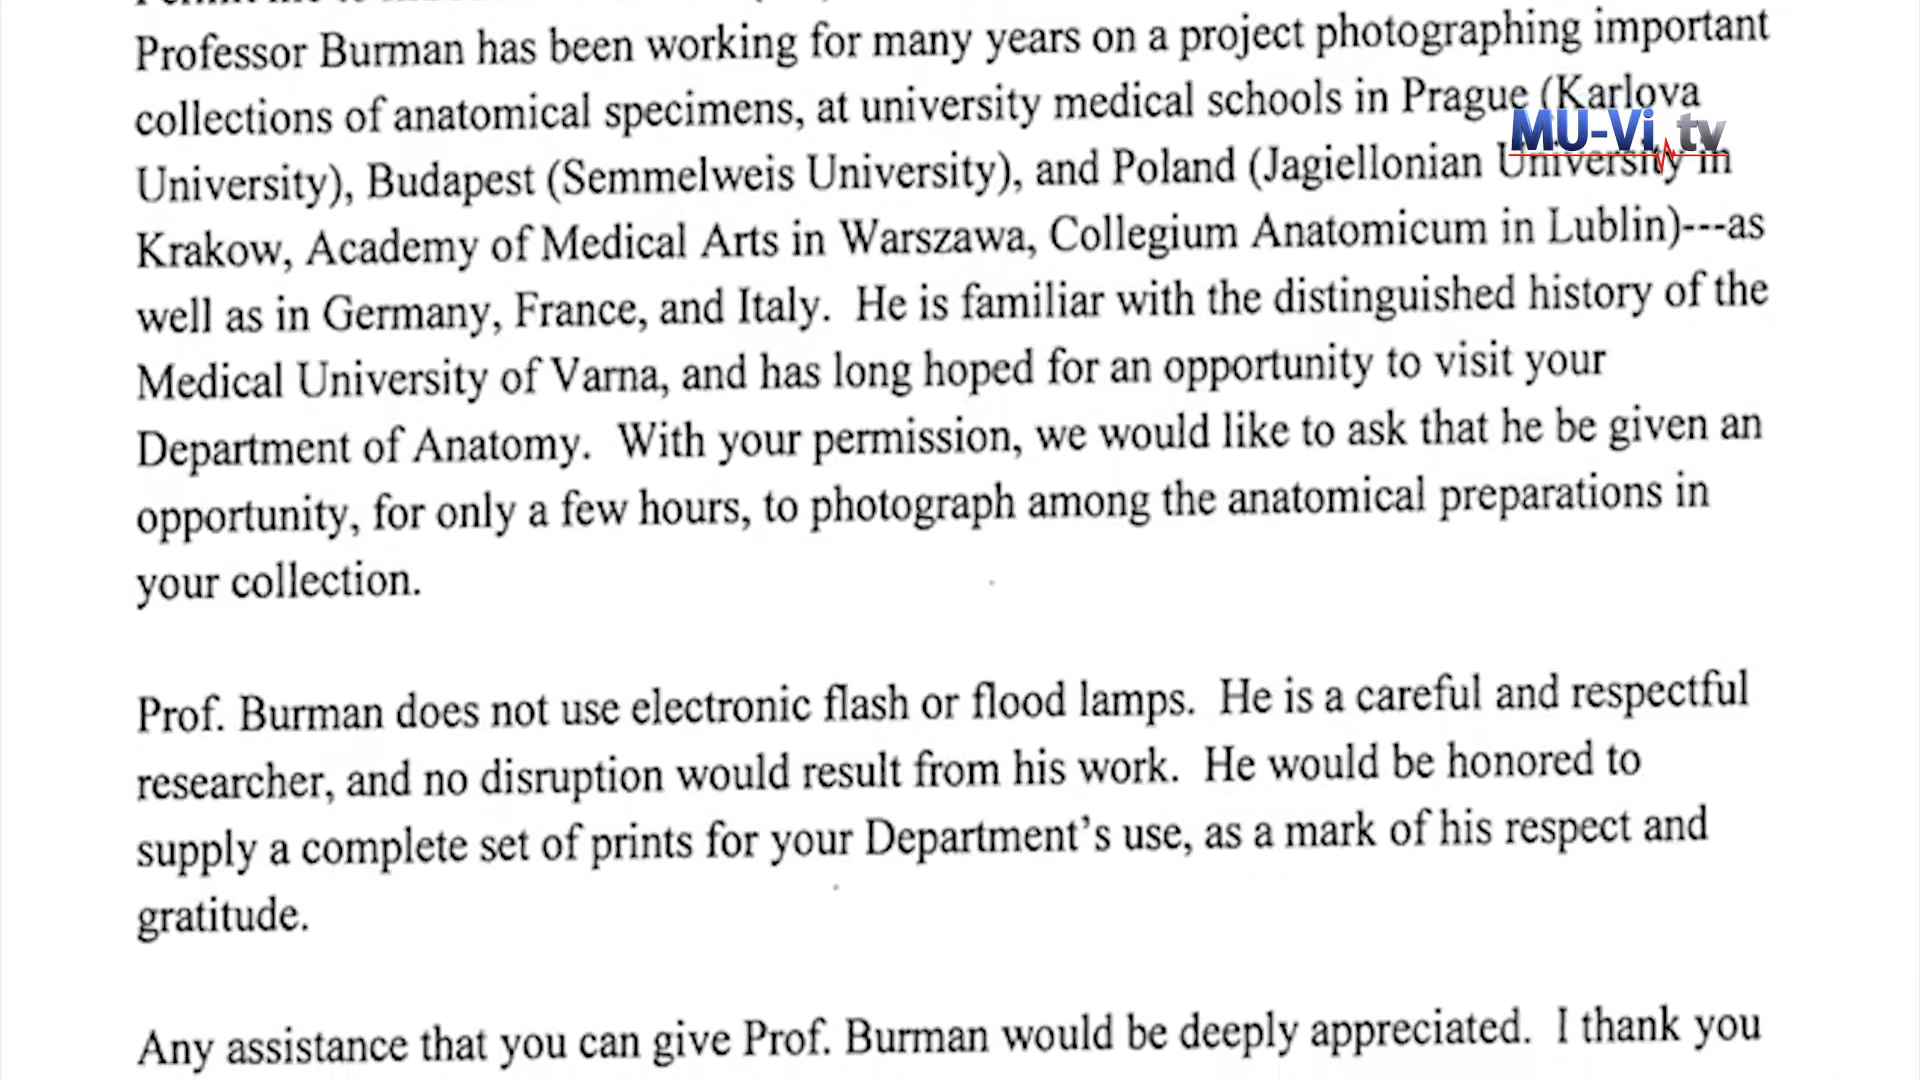 Professor Burman has been working for many years on a project photographing important
collections of anatomical specimens, at university medical schools in Prague (Karlova
MU-Vi.tv
University), Budapest (Semmelweis University), and Poland (Jagiellonian University in
Krakow, Academy of Medical Arts in Warszawa, Collegium Anatomicum in Lublin)---as
well as in Germany, France, and Italy. He is familiar with the distinguished history of the
Medical University of Varna, and has long hoped for an opportunity to visit your
Department of Anatomy. With your permission, we would like to ask that he be given an
opportunity, for only a few hours, to photograph among the anatomical preparations in
your collection.
Prof. Burman does not use electronic flash or flood lamps. He is a careful and respectful
researcher, and no disruption would result from his work. He would be honored to
supply a complete set of prints for your Department's use, as a mark of his respect and
gratitude.
Any assistance that you can give Prof. Burman would be deeply appreciated. I thank you